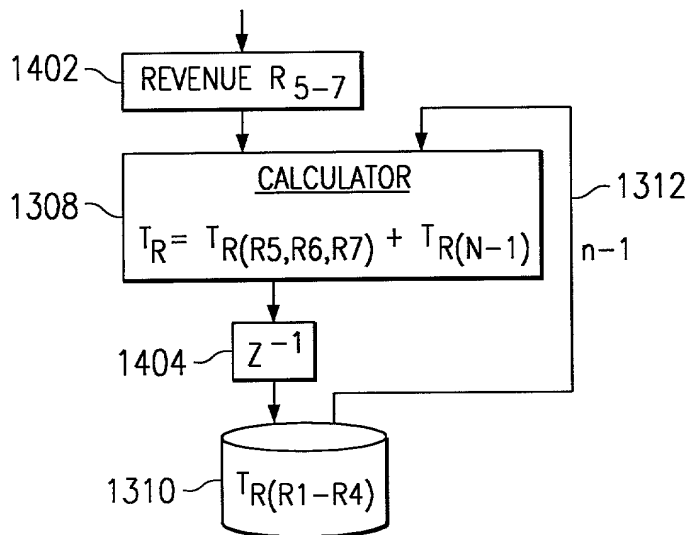 1402
REVENUE R5-7
1308
CALCULATOR
TR = TR(R5,R6,R7) + TR(N-1)
1312
n-1
1404
Z-1
1310
TR(R1-R4)